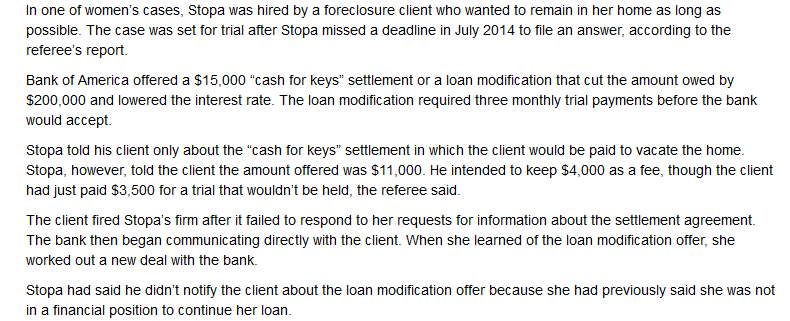 In one of women's cases, Stopa was hired by a foreclosure client who wanted to remain in her home as long as
possible. The case was set for trial after Stopa missed a deadline in July 2014 to file an answer, according to the
referee's report.
Bank of America offered a $15,000 “cash for keys” settlement or a loan modification that cut the amount owed by
$200,000 and lowered the interest rate. The loan modification required three monthly trial payments before the bank
would accept.
Stopa told his client only about the “cash for keys” settlement in which the client would be paid to vacate the home.
Stopa, however, told the client the amount offered was $11,000. He intended to keep $4,000 as a fee, though the client
had just paid $3,500 for a trial that wouldn't be held, the referee said.
The client fired Stopa's firm after it failed to respond to her requests for information about the settlement agreement.
The bank then began communicating directly with the client. When she learned of the loan modification offer, she
worked out a new deal with the bank.
Stopa had said he didn't notify the client about the loan modification offer because she had previously said she was not
in a financial position to continue her loan.